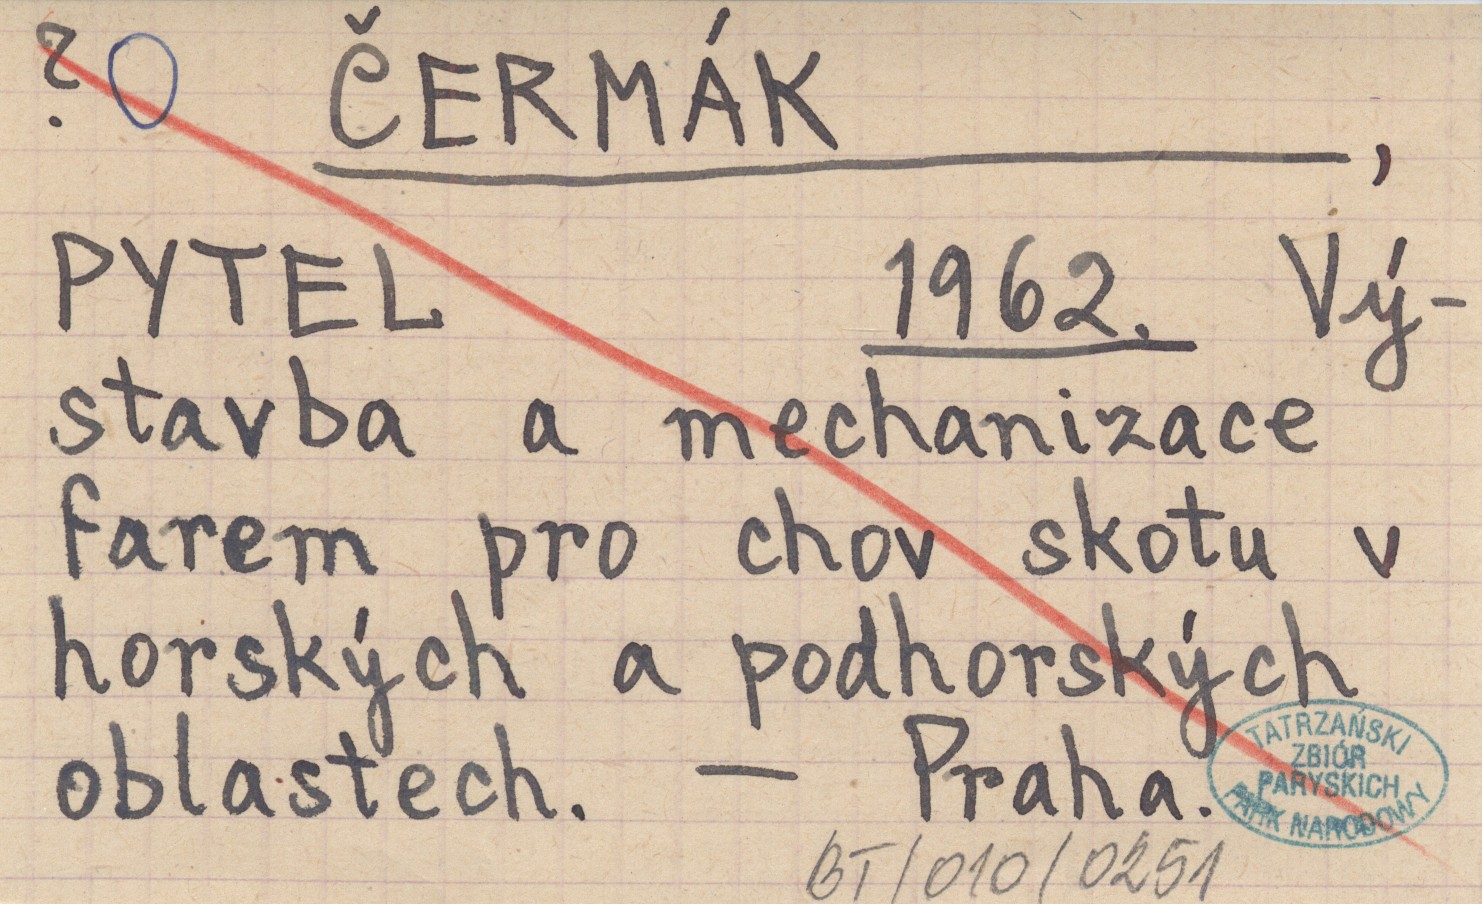 ? ČERMÁK ,
PYTEL 1962. Vý-
stavba a mechanizace
farem pro chov skotu v
horských a podhorských
oblastech. — Praha.
TATRZAŃSKI
ZBIÓR
PARYSKICH
PARK NARODOWY
BT/010/0251